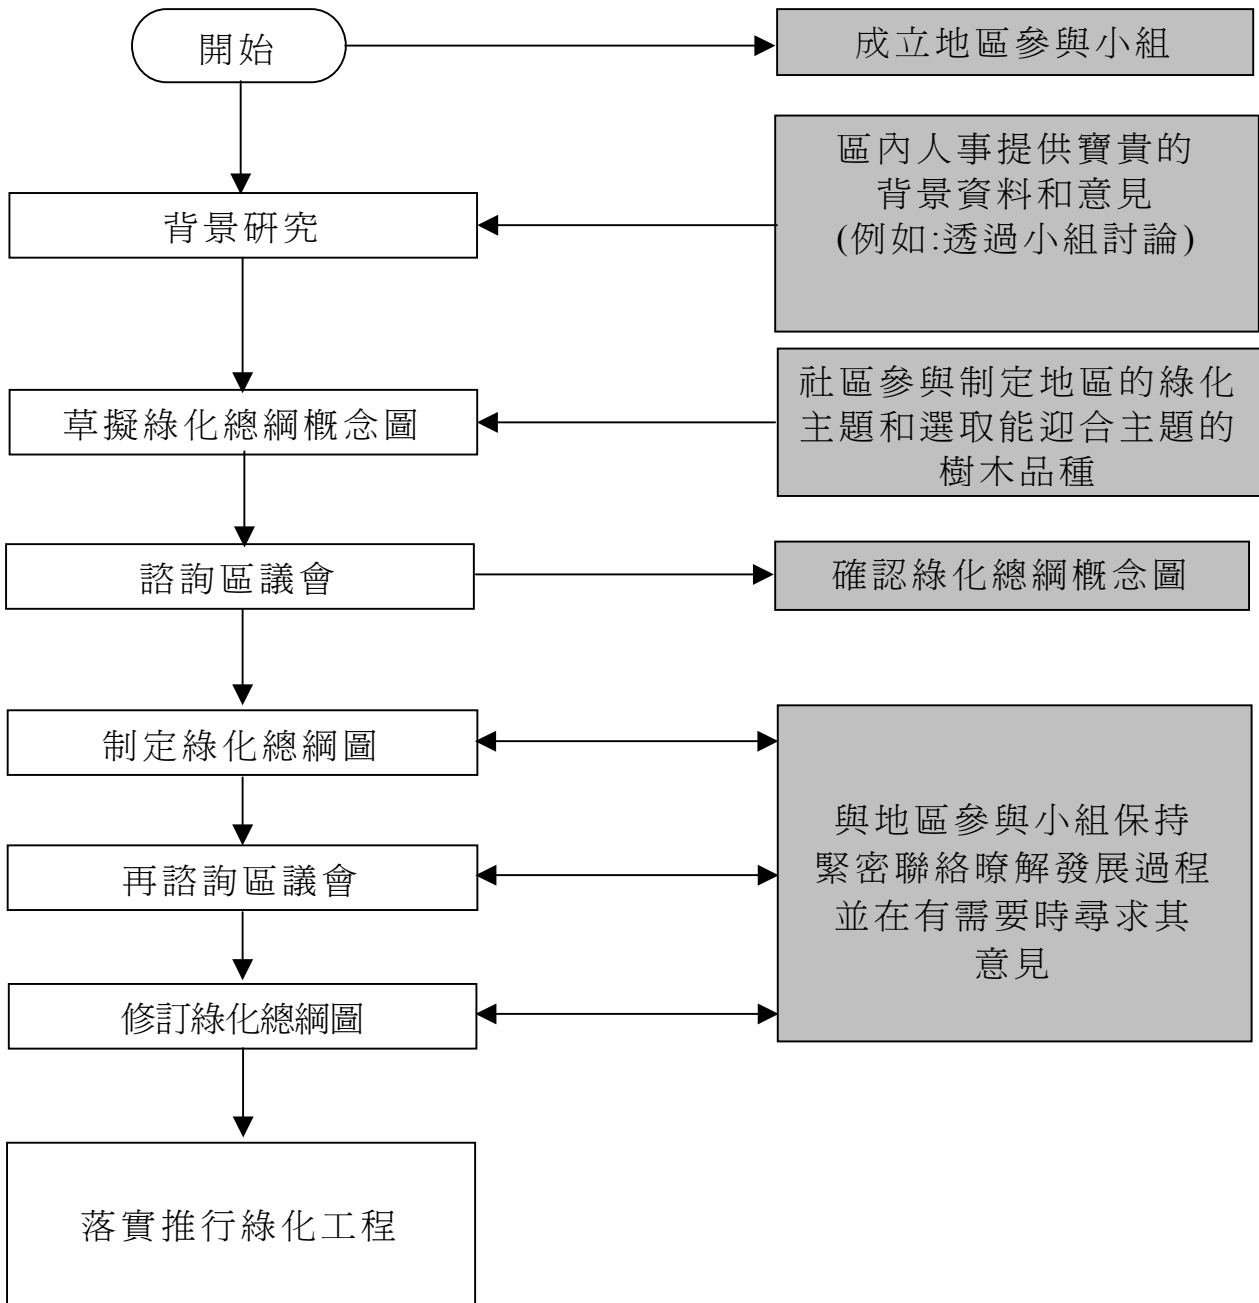 開始
成立地區參與小組
區內人事提供寶貴的
背景資料和意見
(例如:透過小組討論)
背景研究
社區參與制定地區的綠化
主題和選取能迎合主題的
樹木品種
草擬綠化總綱概念圖
諮詢區議會
確認綠化總綱概念圖
制定綠化總綱圖
再諮詢區議會
修訂綠化總綱圖
與地區參與小組保持
緊密聯絡暸解發展過程
並在有需要時尋求其
意見
落實推行綠化工程